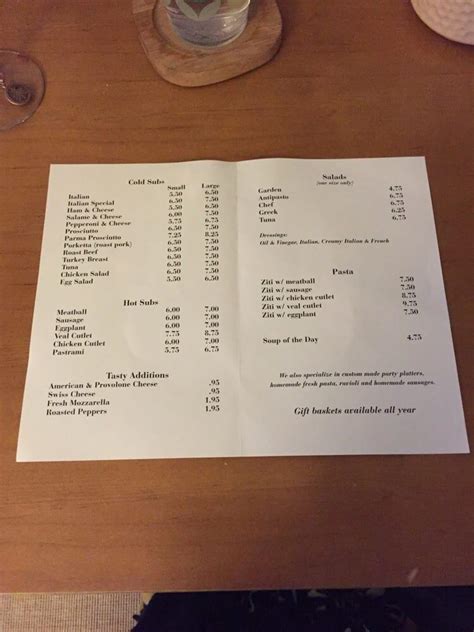 Cold Subs
Small Large
Italian 5.50 6.50
Italian Special 6.50 7.50
Ham & Cheese 5.50 6.50
Salame & Cheese 6.00
Pepperoni & Cheese 5.75
Prosciutto 6.50 7.50
Parma Prosciutto 7.25 8.25
Porketta (roast pork) 6.50 7.50
Roast Beef 6.50 7.50
Turkey Breast 6.50 7.50
Tuna 6.50 7.50
Chicken Salad 6.50 7.50
Egg Salad 5.50 6.50
Hot Subs
Meatball 6.00 7.00
Sausage 6.00 7.00
Eggplant 6.00 7.00
Veal Cutlet 7.75 8.75
Chicken Cutlet 6.00 7.00
Pastrami 5.75 6.75
Tasty Additions
American & Provolone Cheese .95
Swiss Cheese .95
Fresh Mozzarella 1.95
Roasted Peppers 1.95
Salads
(one size only)
Garden 4.75
Antipasto 6.75
Chef 6.75
Greek 6.25
Tuna 6.75
Dressings:
Oil & Vinegar, Italian, Creamy Italian & French
Pasta
Ziti w/ meatball 7.50
Ziti w/ sausage 7.50
Ziti w/ chicken cutlet 8.75
Ziti w/ veal cutlet 9.75
Ziti w/ eggplant 7.50
Soup of the Day 4.75
We also specialize in custom made party platters,
homemade fresh pasta, ravioli and homemade sausages.
Gift baskets available all year